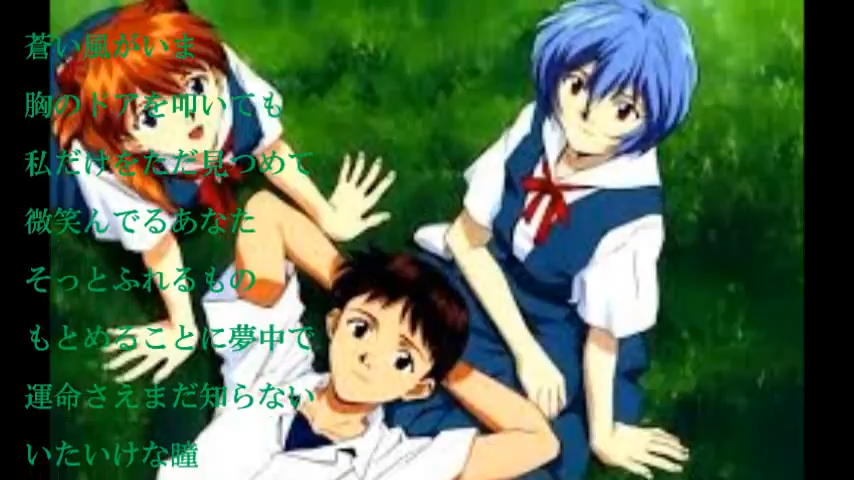 蒼い風がいま
胸のドアを叩いても
私だけをただ見つめて
微笑んでるあなた
そっとふれるもの
もとめることに夢中で
運命さえまだ知らない
いたいけな瞳